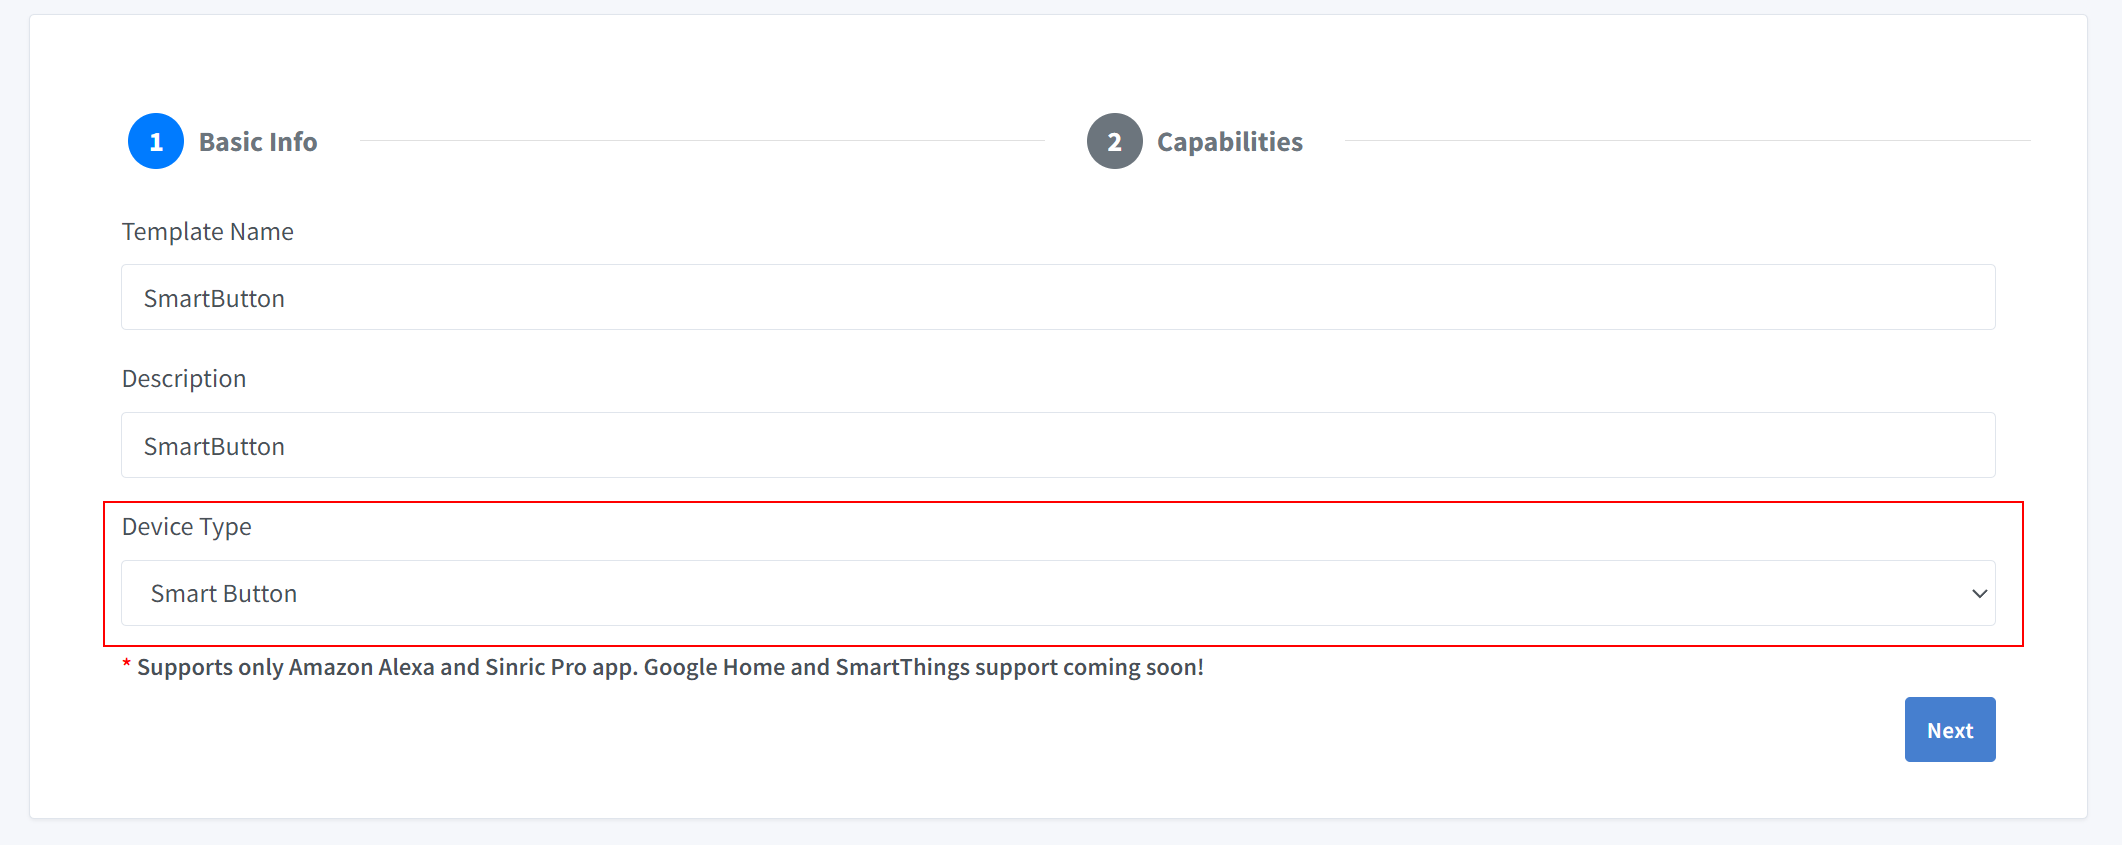 1 Basic Info
2 Capabilities
Template Name
SmartButton
Description
SmartButton
Device Type
Smart Button
* Supports only Amazon Alexa and Sinric Pro app. Google Home and SmartThings support coming soon!
Next